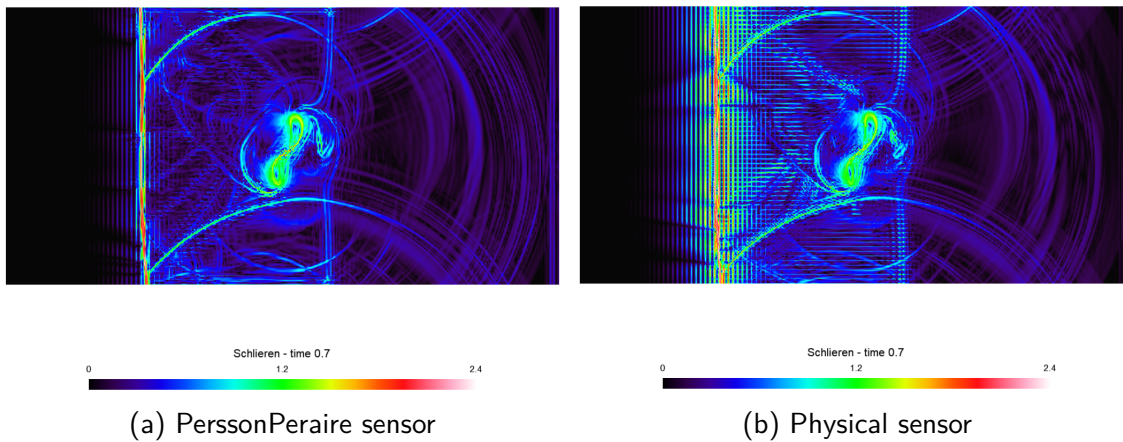 Schlieren - time 0.7
0 1.2 2.4
(a) PerssonPeraire sensor
Schlieren - time 0.7
0 1.2 2.4
(b) Physical sensor